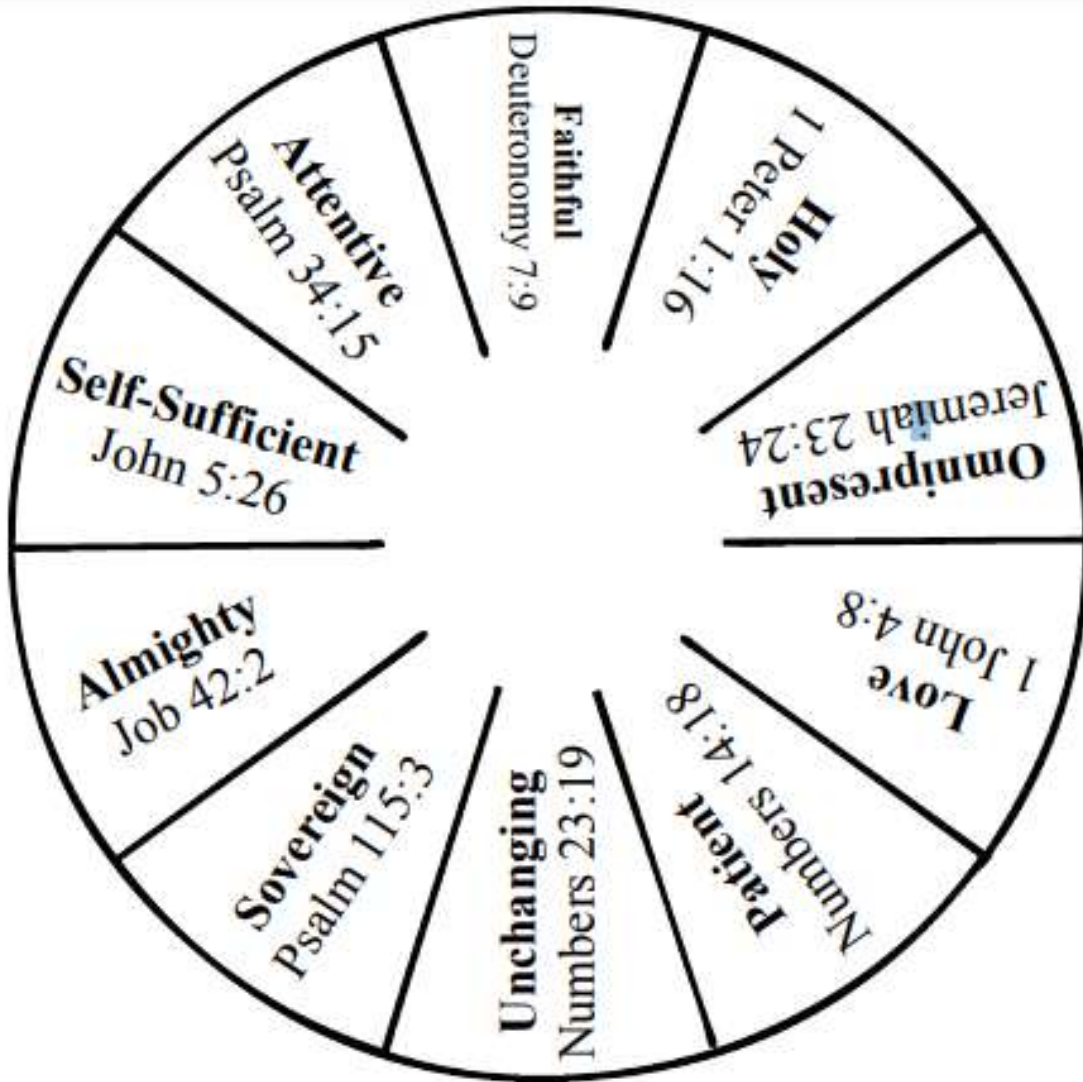 Faithful
Deuteronomy 7:9
Holy
1 Peter 1:16
Omnipresent
Jeremiah 23:24
Love
1 John 4:8
Patient
Numbers 14:18
Unchanging
Numbers 23:19
Sovereign
Psalm 115:3
Almighty
Job 42:2
Self-Sufficient
John 5:26
Attentive
Psalm 34:15